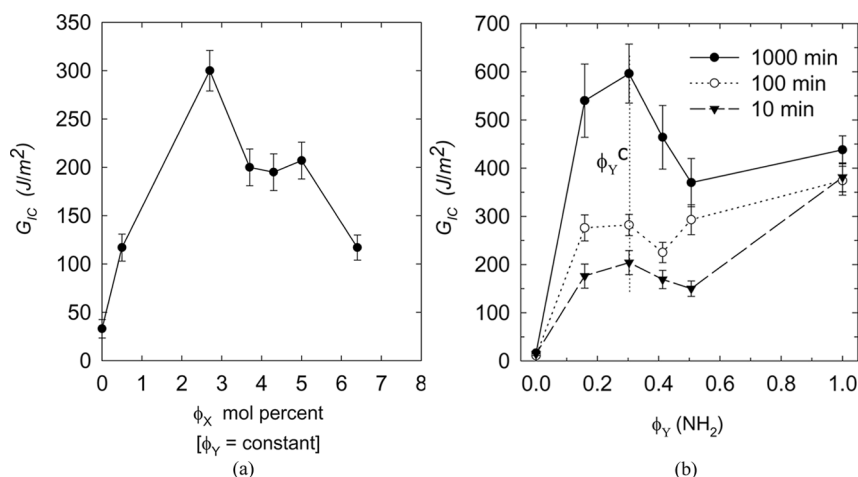 (a)
350
300
250
200
150
100
50
0
G_IC (J/m²)
0 1 2 3 4 5 6 7 8
ϕ_X mol percent
[ϕ_Y = constant]
(a)
(b)
700
600
500
400
300
200
100
0
G_IC (J/m²)
1000 min
100 min
10 min
ϕ_Y^C
0.0 0.2 0.4 0.6 0.8 1.0
ϕ_Y (NH₂)
(b)